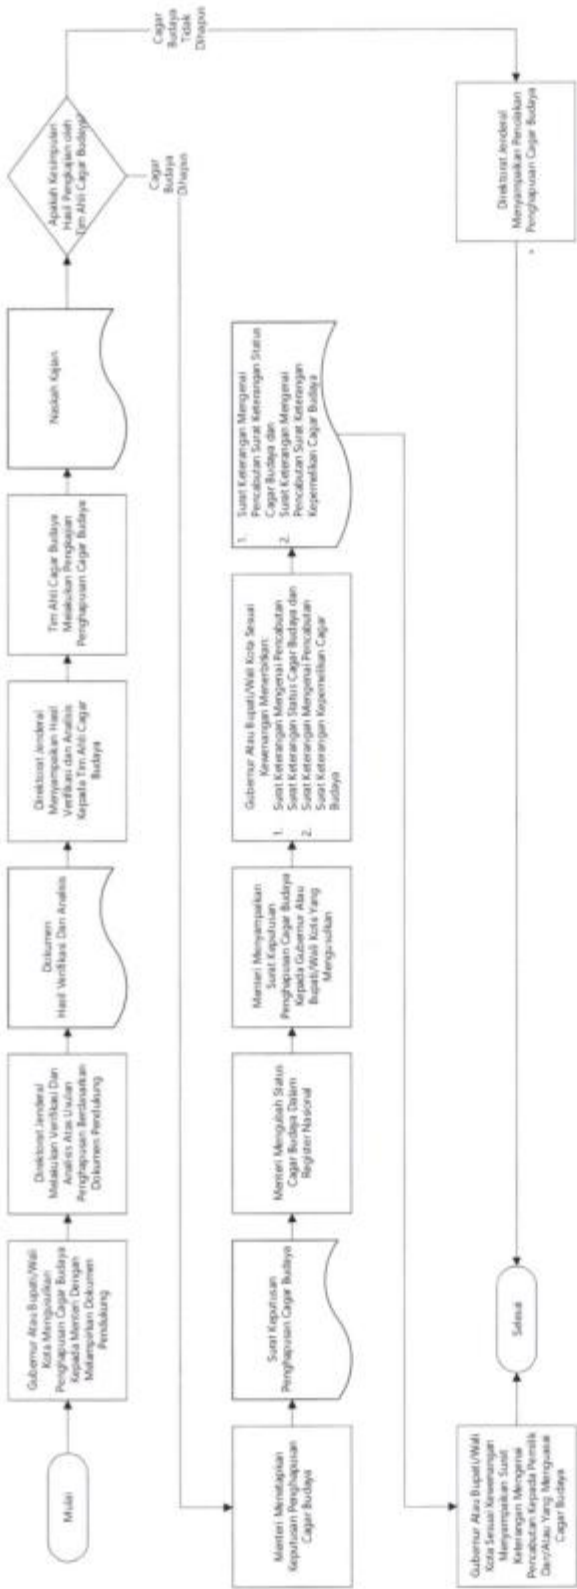 Mulai
Gubernur Atau Bupati/Wali
Kota Mengusulkan
Penghapusan Cagar Budaya
Kepada Menteri Dengan
Melampirkan Dokumen
Pendukung
Direktorat Jenderal
Melakukan Verifikasi Dan
Analisis Atas Usulan
Penghapusan Berdasarkan
Dokumen Pendukung
Dokumen
Hasil Verifikasi Dan Analisis
Direktorat Jenderal
Menyampaikan Hasil
Verifikasi dan Analisis
Kepada Tim Ahli Cagar
Budaya
Tim Ahli Cagar Budaya
Melakukan Pengkajian
Penghapusan Cagar Budaya
Naskah Kajian
Apakah Kesimpulan
Hasil Pengkajian oleh
Tim Ahli Cagar Budaya?
Cagar
Budaya
Tidak
Dihapus
Cagar
Budaya
Dihapus
Menteri Menetapkan
Keputusan Penghapusan
Cagar Budaya
Surat Keputusan
Penghapusan Cagar Budaya
Menteri Mengubah Status
Cagar Budaya Dalam
Register Nasional
Menteri Menyampaikan
Surat Keputusan
Penghapusan Cagar Budaya
Kepada Gubernur Atau
Bupati/Wali Kota Yang
Mengusulkan
Gubernur Atau Bupati/Wali Kota Sesuai
Kewenangan Menerbitkan:
1. Surat Keterangan Mengenai Pencabutan
Surat Keterangan Status Cagar Budaya dan
2. Surat Keterangan Mengenai Pencabutan
Surat Keterangan Kepemelikan Cagar
Budaya
1. Surat Keterangan Mengenai
Pencabutan Surat Keterangan Status
Cagar Budaya dan
2. Surat Keterangan Mengenai
Pencabutan Surat Keterangan
Kepemelikan Cagar Budaya
Gubernur Atau Bupati/Wali
Kota Sesuai Kewenangan
Menyampaikan Surat
Keterangan Mengenai
Pencabutan Kepada Pemilik
Dan/Atau Yang Menguasai
Cagar Budaya
Selesai
Direktorat Jenderal
Menyampaikan Penolakan
Penghapusan Cagar Budaya